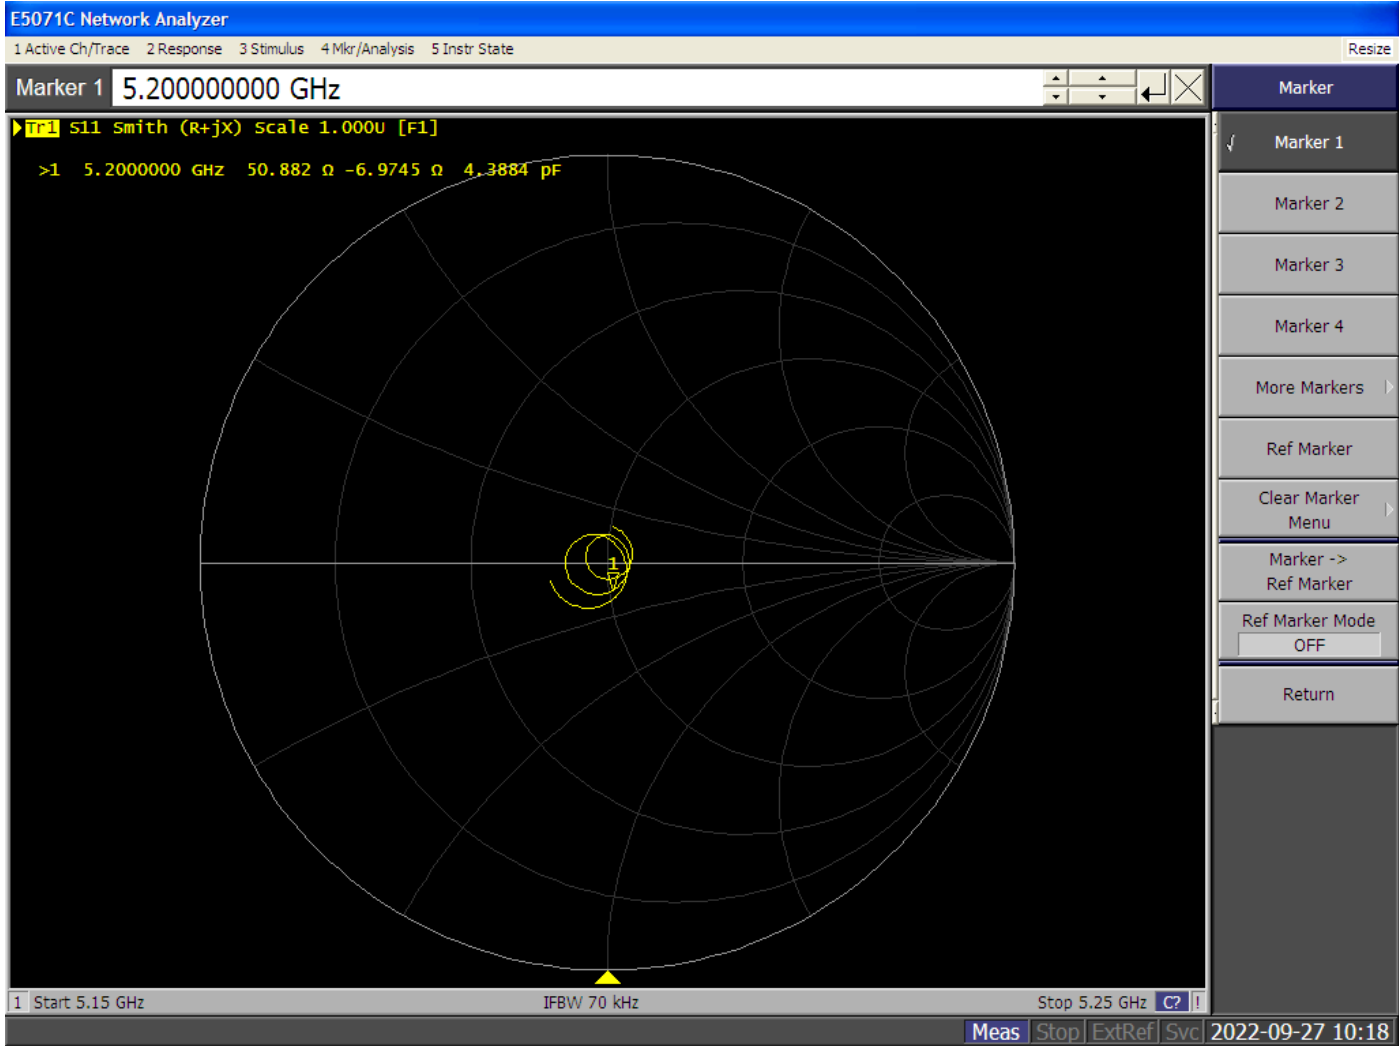 E5071C Network Analyzer
1 Active Ch/Trace 2 Response 3 Stimulus 4 Mkr/Analysis 5 Instr State Resize
Marker 1 5.200000000 GHz
Marker
Tr1 S11 Smith (R+jX) Scale 1.000U [F1]
>1 5.2000000 GHz 50.882 Ω -6.9745 Ω 4.3884 pF
1
Marker 1
Marker 2
Marker 3
Marker 4
More Markers
Ref Marker
Clear Marker
Menu
Marker ->
Ref Marker
Ref Marker Mode
OFF
Return
1 Start 5.15 GHz IFBW 70 kHz Stop 5.25 GHz C? !
Meas Stop ExtRef Svc 2022-09-27 10:18